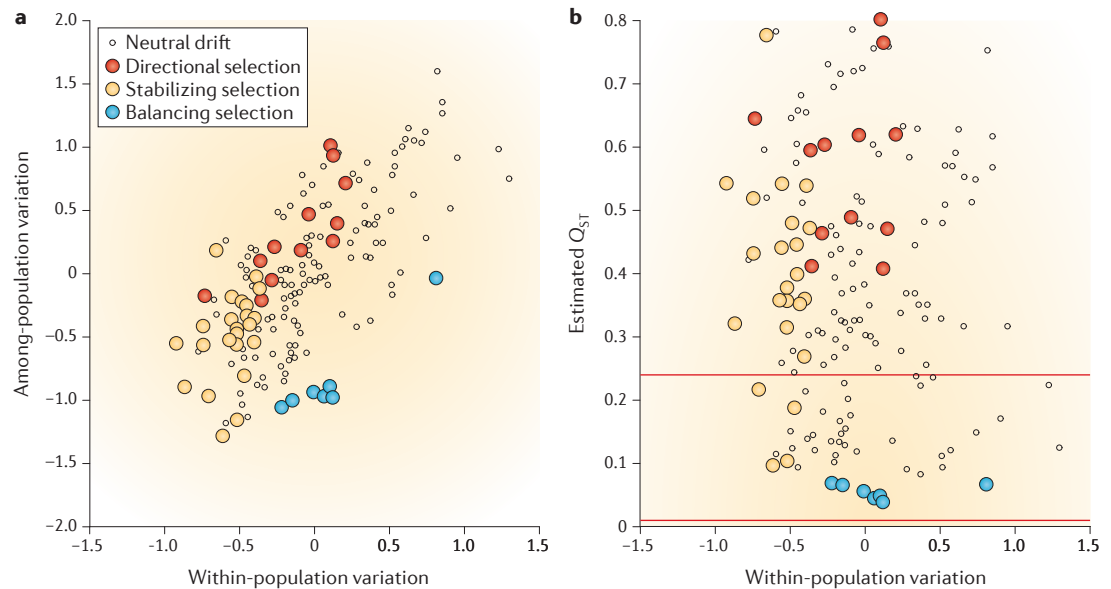 a
2.0
1.5
1.0
0.5
0
−0.5
−1.0
−1.5
−2.0
Among-population variation
Neutral drift
Directional selection
Stabilizing selection
Balancing selection
−1.5 −1.0 −0.5 0 0.5 1.0 1.5
Within-population variation
b
0.8
0.7
0.6
0.5
0.4
0.3
0.2
0.1
0
Estimated QST
−1.5 −1.0 −0.5 0 0.5 1.0 1.5
Within-population variation